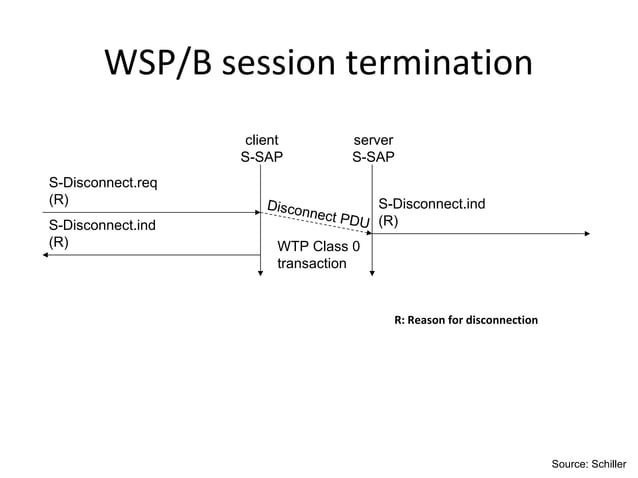 WSP/B session termination
client
S-SAP
server
S-SAP
S-Disconnect.req
(R)
S-Disconnect.ind
(R)
Disconnect PDU
S-Disconnect.ind
(R)
WTP Class 0
transaction
R: Reason for disconnection
Source: Schiller